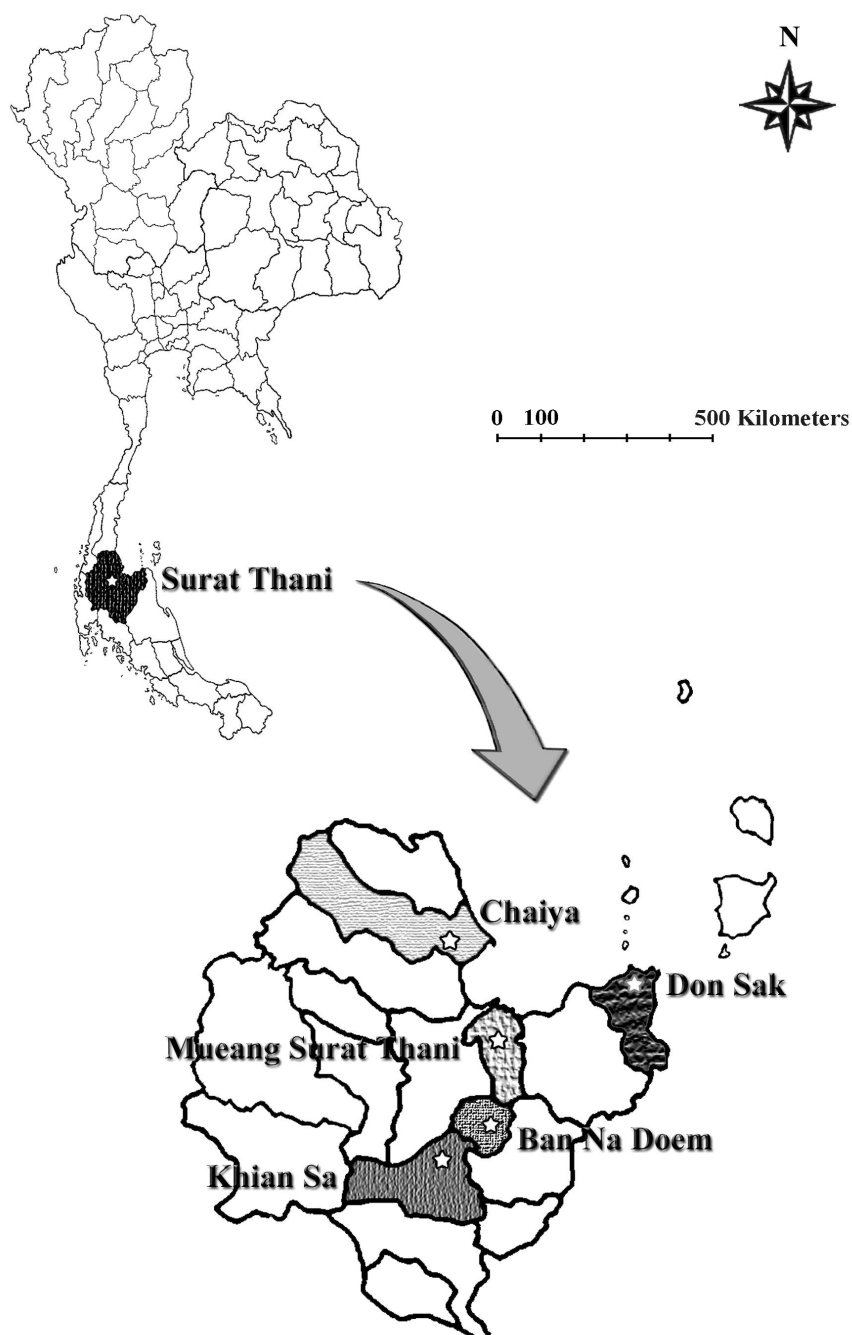 N
0 100 500 Kilometers
Surat Thani
Chaiya
Don Sak
Mueang Surat Thani
Ban Na Doem
Khian Sa